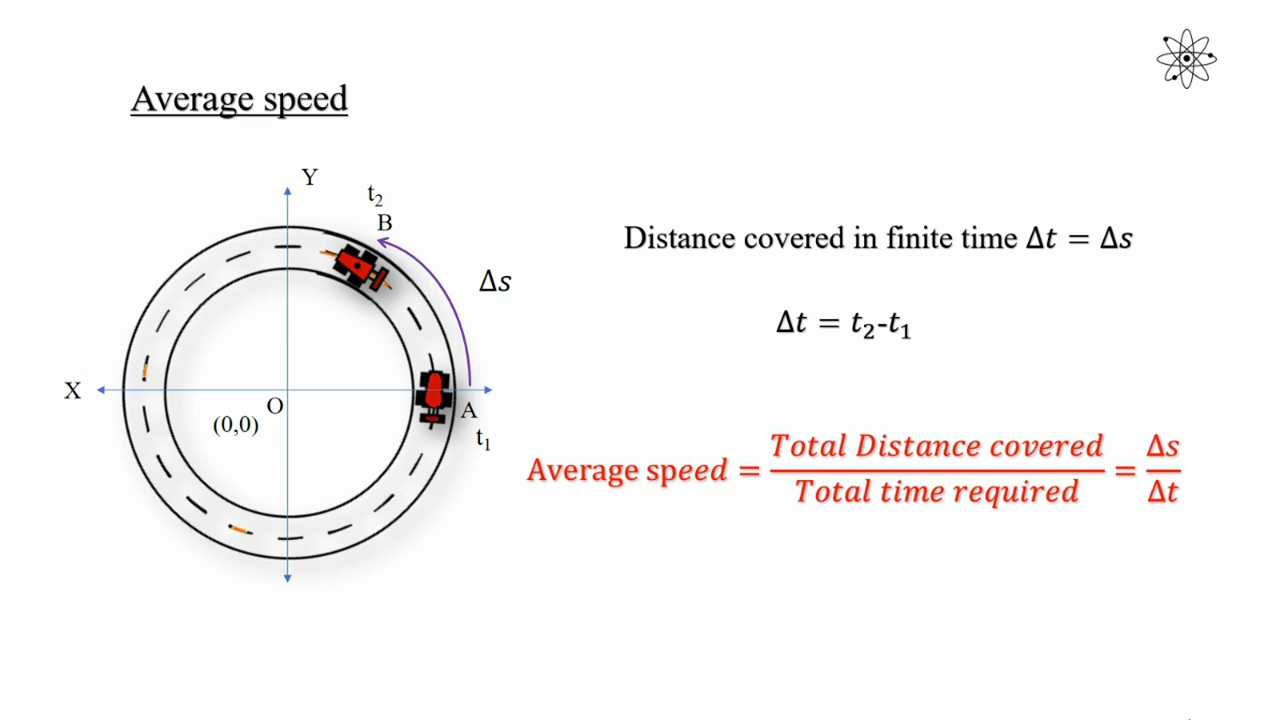 Average speed
Y
t₂
B
Δs
X
O
(0,0)
A
t₁
Distance covered in finite time Δt = Δs
Δt = t₂-t₁
Average speed = Total Distance covered / Total time required = Δs / Δt